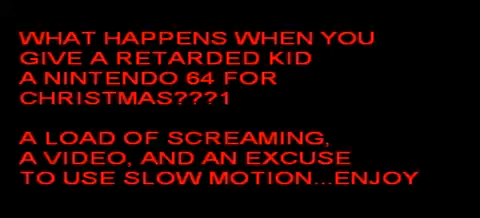 WHAT HAPPENS WHEN YOU
GIVE A RETARDED KID
A NINTENDO 64 FOR
CHRISTMAS???1
A LOAD OF SCREAMING,
A VIDEO, AND AN EXCUSE
TO USE SLOW MOTION...ENJOY